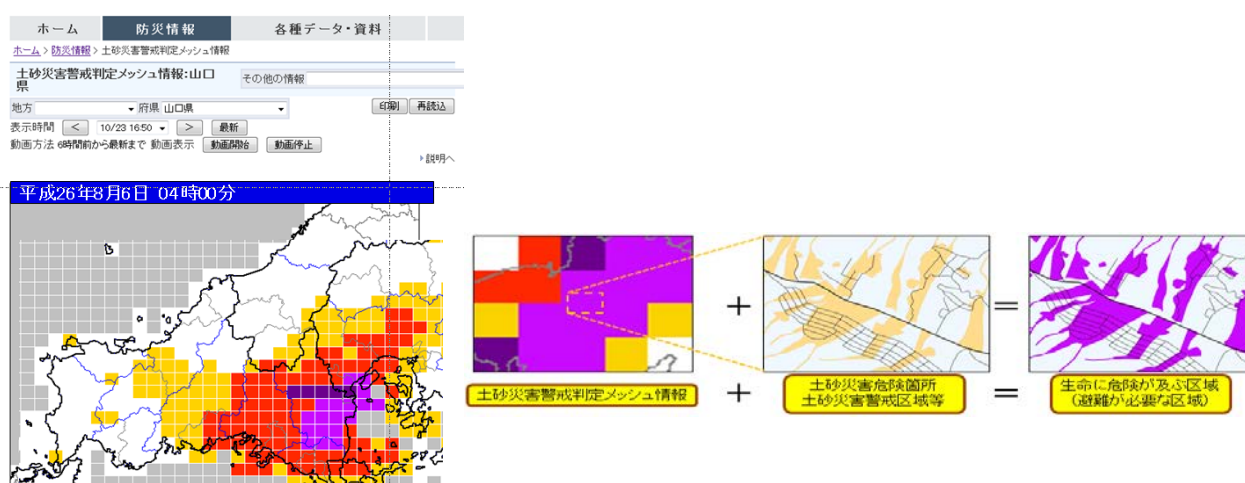 ホーム 防災情報 各種データ・資料
ホーム > 防災情報 > 土砂災害警戒判定メッシュ情報
土砂災害警戒判定メッシュ情報:山口
県
その他の情報
地方 府県 山口県 印刷 再読込
表示時間 < 10/23 16:50 > 最新
動画方法 6時間前から最新まで 動画表示 動画開始 動画停止
説明へ
平成26年8月6日 04時00分
+ =
土砂災害警戒判定メッシュ情報 + 土砂災害危険箇所 = 生命に危険が及ぶ区域
土砂災害警戒区域等 (避難が必要な区域)